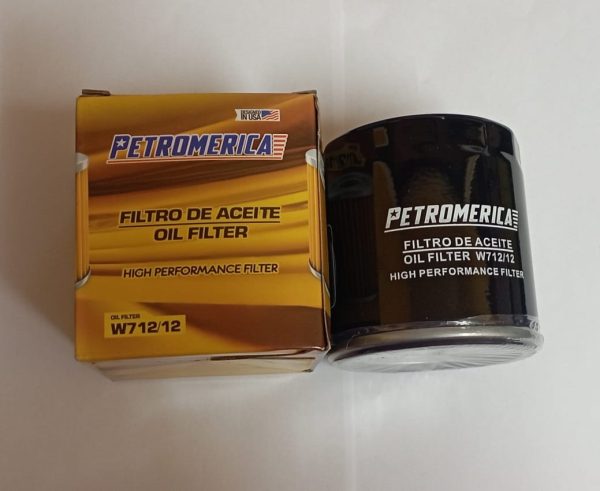 DESIGNED
IN USA
PETROMERICA
FILTRO DE ACEITE
OIL FILTER
HIGH PERFORMANCE FILTER
OIL FILTER
W712/12
PETROMERICA
FILTRO DE ACEITE
OIL FILTER W712/12
HIGH PERFORMANCE FILTER